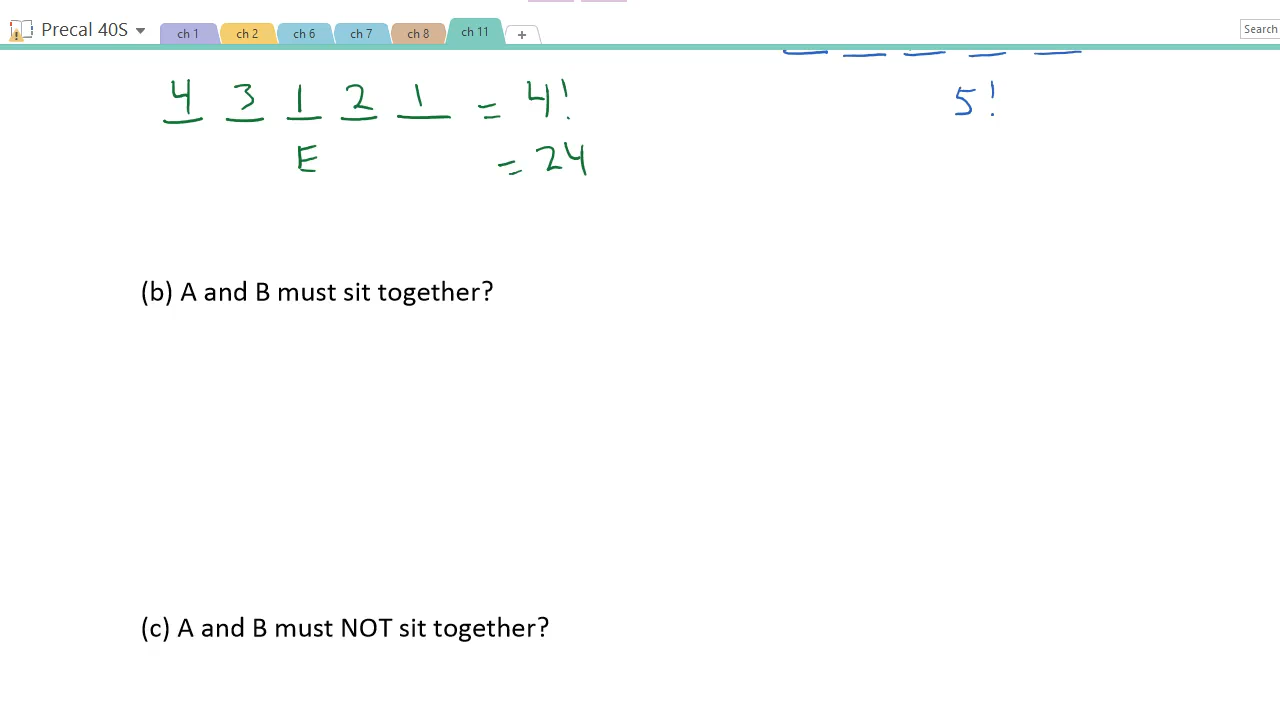 Precal 40S
ch 1
ch 2
ch 6
ch 7
ch 8
ch 11
+
Search
4 3 1 2 1 = 4!
5!
E
= 24
(b) A and B must sit together?
(c) A and B must NOT sit together?